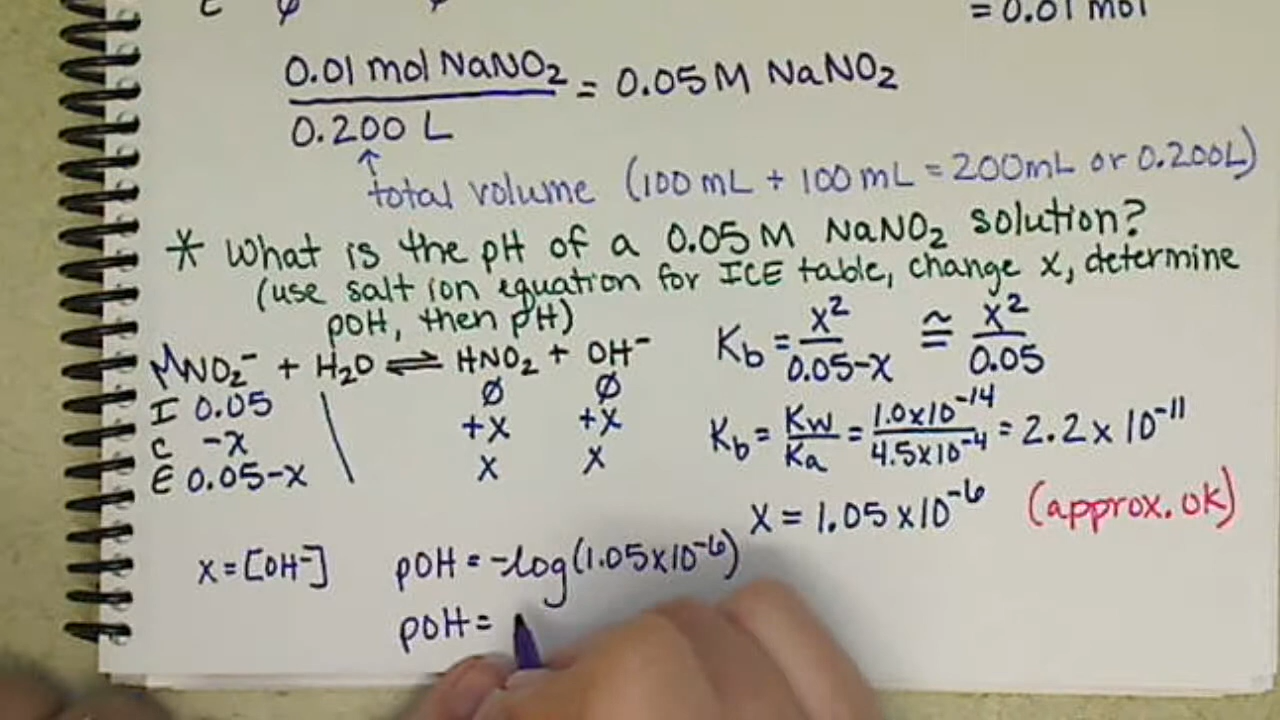 E Ø Ø = 0.01 mol
0.01 mol NaNO₂ = 0.05 M NaNO₂
0.200 L
↑
total volume (100 mL + 100 mL = 200mL or 0.200L)
* What is the pH of a 0.05 M NaNO₂ solution?
(use salt ion equation for ICE table, change x, determine
pOH, then pH)
NO₂⁻ + H₂O ⇌ HNO₂ + OH⁻
I 0.05 Ø Ø
C -x +x +x
E 0.05-x x x
Kb = x²/0.05-x ≅ x²/0.05
Kb = Kw/Ka = 1.0x10⁻¹⁴/4.5x10⁻⁴ = 2.2 x 10⁻¹¹
x = 1.05 x10⁻⁶ (approx. ok)
x = [OH⁻] pOH = -log(1.05x10⁻⁶)
pOH =